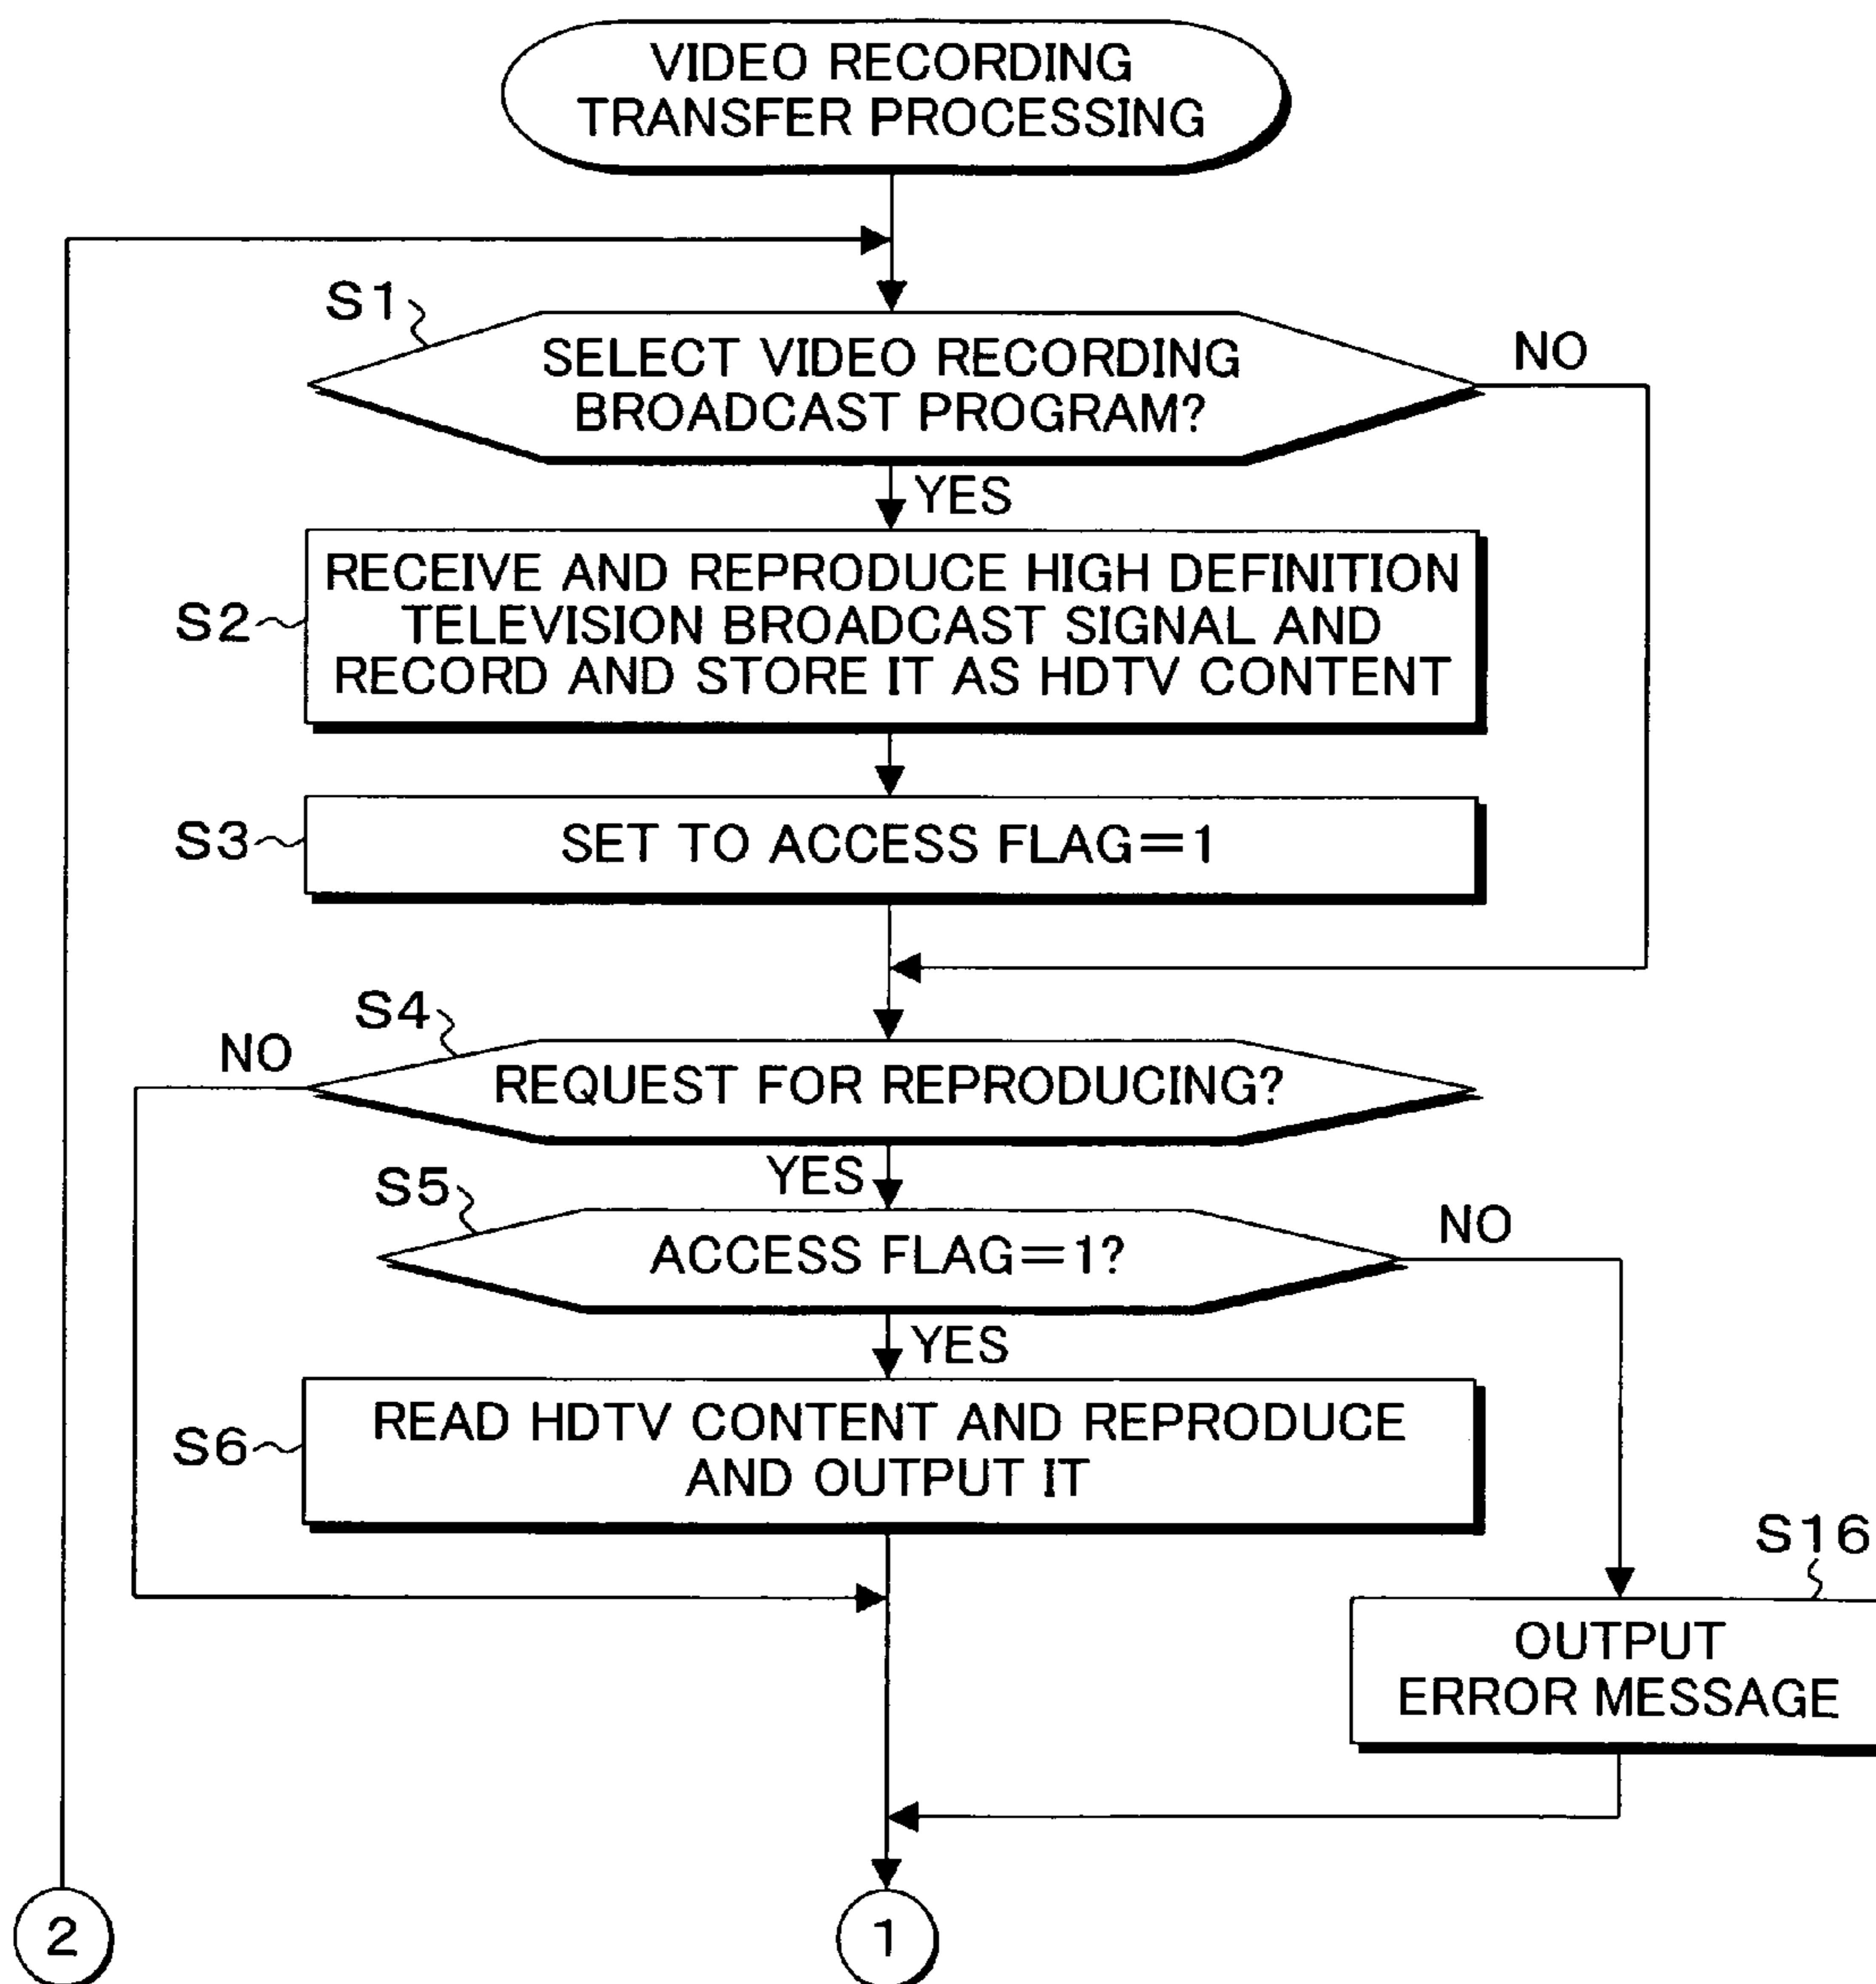 VIDEO RECORDING
TRANSFER PROCESSING
S1
SELECT VIDEO RECORDING
BROADCAST PROGRAM?
NO
YES
S2
RECEIVE AND REPRODUCE HIGH DEFINITION
TELEVISION BROADCAST SIGNAL AND
RECORD AND STORE IT AS HDTV CONTENT
S3
SET TO ACCESS FLAG=1
S4
NO
REQUEST FOR REPRODUCING?
YES
S5
ACCESS FLAG=1?
NO
YES
S6
READ HDTV CONTENT AND REPRODUCE
AND OUTPUT IT
S16
OUTPUT
ERROR MESSAGE
2
1